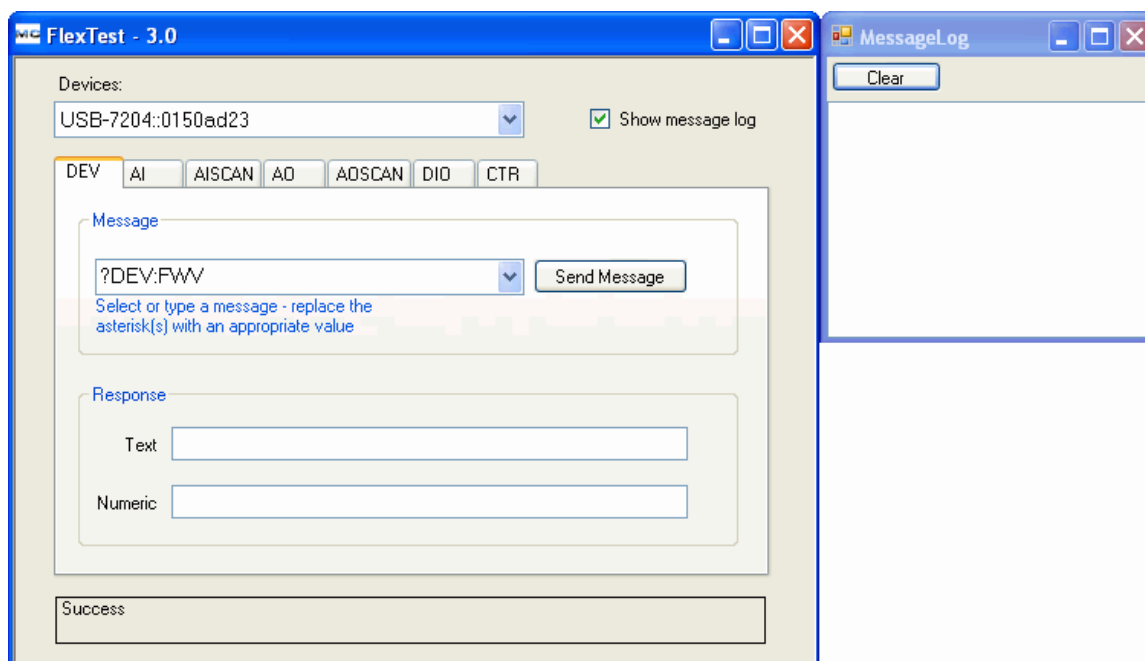 MC FlexTest - 3.0
Devices:
USB-7204::0150ad23
Show message log
DEV AI AISCAN AO AOSCAN DIO CTR
Message
?DEV:FWV
Send Message
Select or type a message - replace the
asterisk(s) with an appropriate value
Response
Text
Numeric
Success
MessageLog
Clear